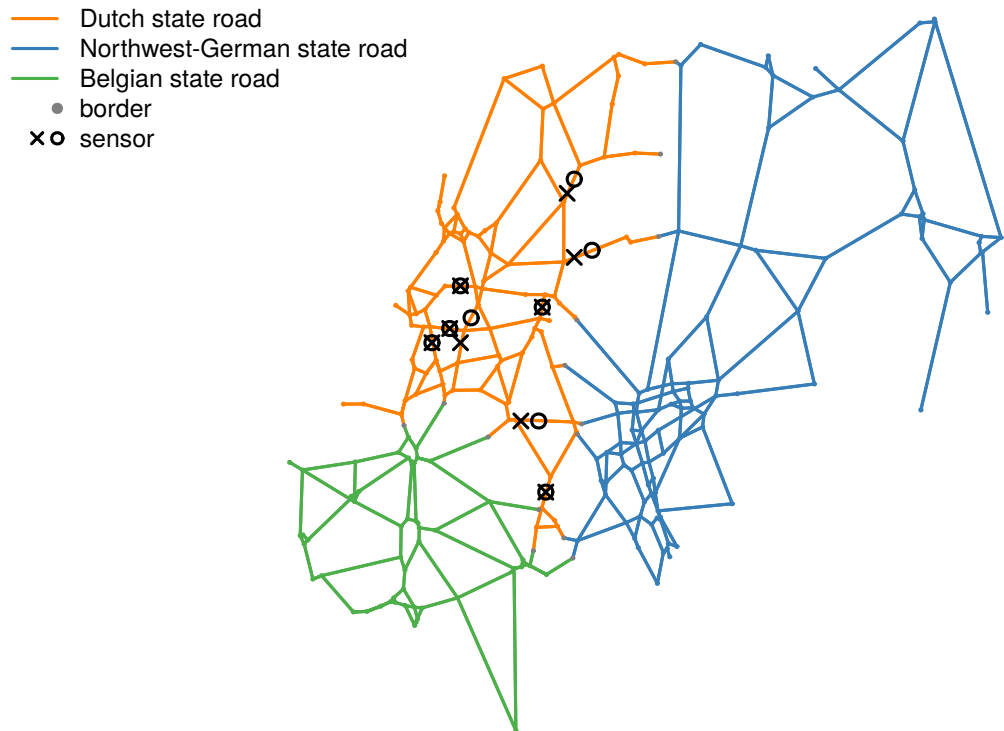 Dutch state road
Northwest-German state road
Belgian state road
border
sensor